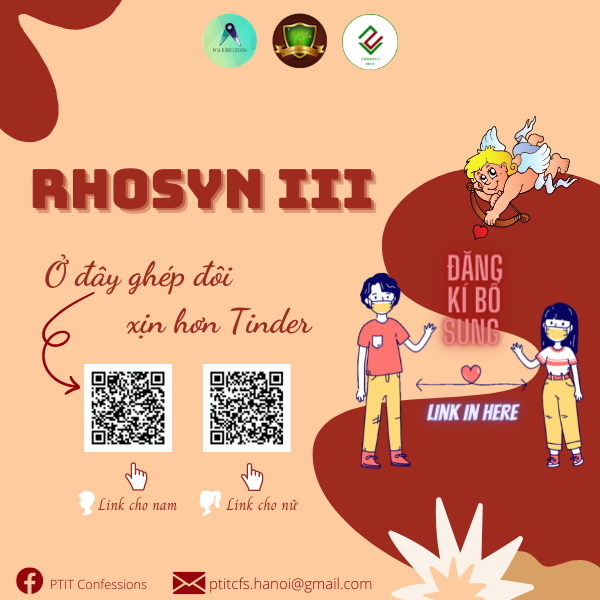 RHOSYN III
Ở đây ghép đôi
xịn hơn Tinder
ĐĂNG
KÍ BỔ
SUNG
LINK IN HERE
Link cho nam
Link cho nữ
PTIT Confessions
ptitcfs.hanoi@gmail.com